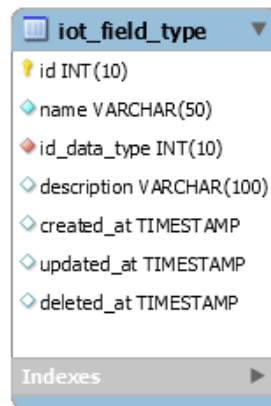 iot_field_type
id INT(10)
name VARCHAR(50)
id_data_type INT(10)
description VARCHAR(100)
created_at TIMESTAMP
updated_at TIMESTAMP
deleted_at TIMESTAMP
Indexes